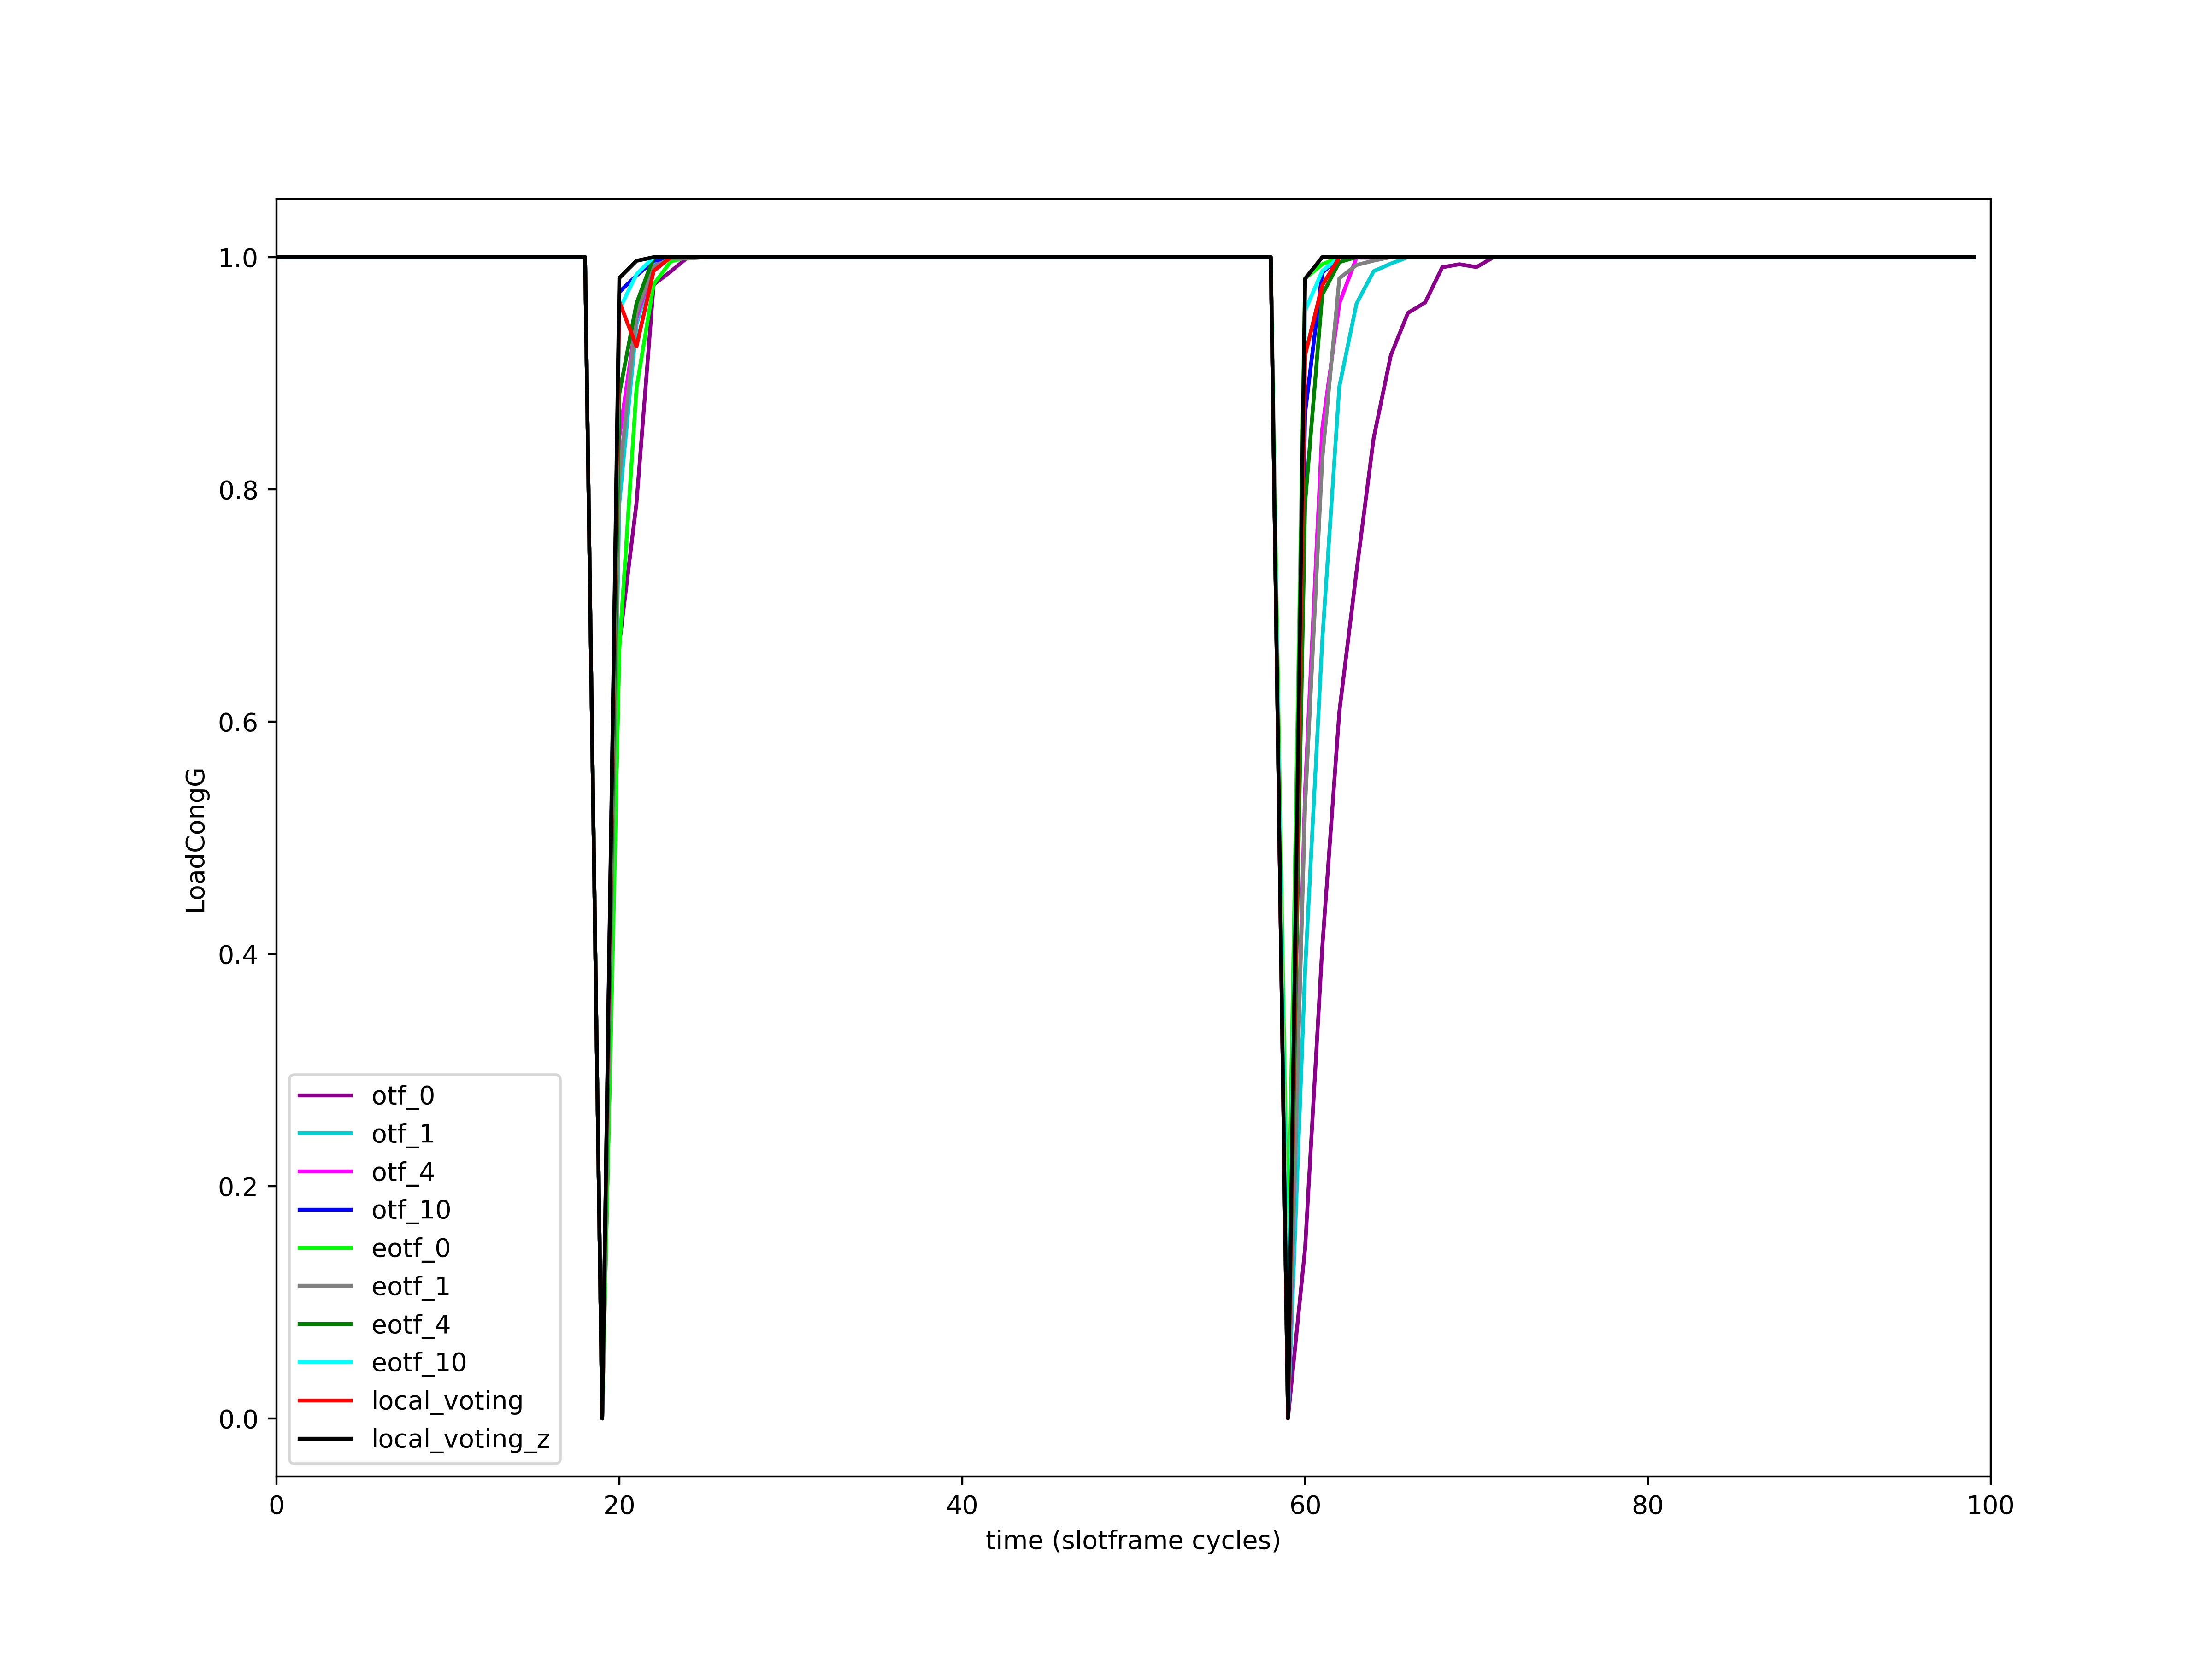 1.0
0.8
0.6
0.4
0.2
0.0
LoadCongG
otf_0
otf_1
otf_4
otf_10
eotf_0
eotf_1
eotf_4
eotf_10
local_voting
local_voting_z
0 20 40 60 80 100
time (slotframe cycles)